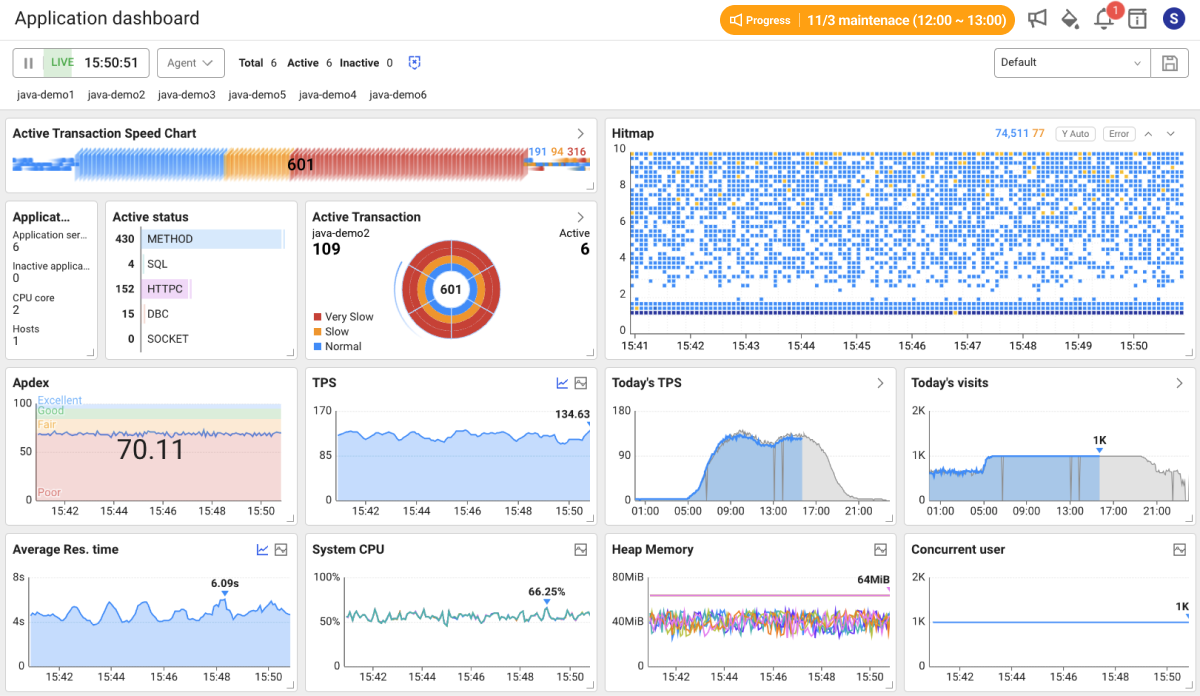 Application dashboard
Progress 11/3 maintenace (12:00 ~ 13:00)
1
S
LIVE 15:50:51 Agent Total 6 Active 6 Inactive 0
Default
java-demo1 java-demo2 java-demo3 java-demo5 java-demo4 java-demo6
Active Transaction Speed Chart
191 94 316
601
Hitmap
74,511 77 Y Auto Error
10
8
6
4
2
0
15:41 15:42 15:43 15:44 15:45 15:46 15:47 15:48 15:49 15:50
Applicat...
Application ser...
6
Inactive applica...
0
CPU core
2
Hosts
1
Active status
430 METHOD
4 SQL
152 HTTPC
15 DBC
0 SOCKET
Active Transaction
java-demo2
109
Active
6
601
Very Slow
Slow
Normal
Apdex
100
50
0
Excellent
Good
Fair
70.11
Poor
15:42 15:44 15:46 15:48 15:50
TPS
134.63
170
85
0
15:42 15:44 15:46 15:48 15:50
Today's TPS
180
90
0
01:00 05:00 09:00 13:00 17:00 21:00
Today's visits
2K
1K
0
1K
01:00 05:00 09:00 13:00 17:00 21:00
Average Res. time
8s
4s
0
6.09s
15:42 15:44 15:46 15:48 15:50
System CPU
100%
50%
0
66.25%
15:42 15:44 15:46 15:48 15:50
Heap Memory
80MiB
40MiB
0
64MiB
15:42 15:44 15:46 15:48 15:50
Concurrent user
2K
1K
0
1K
15:42 15:44 15:46 15:48 15:50